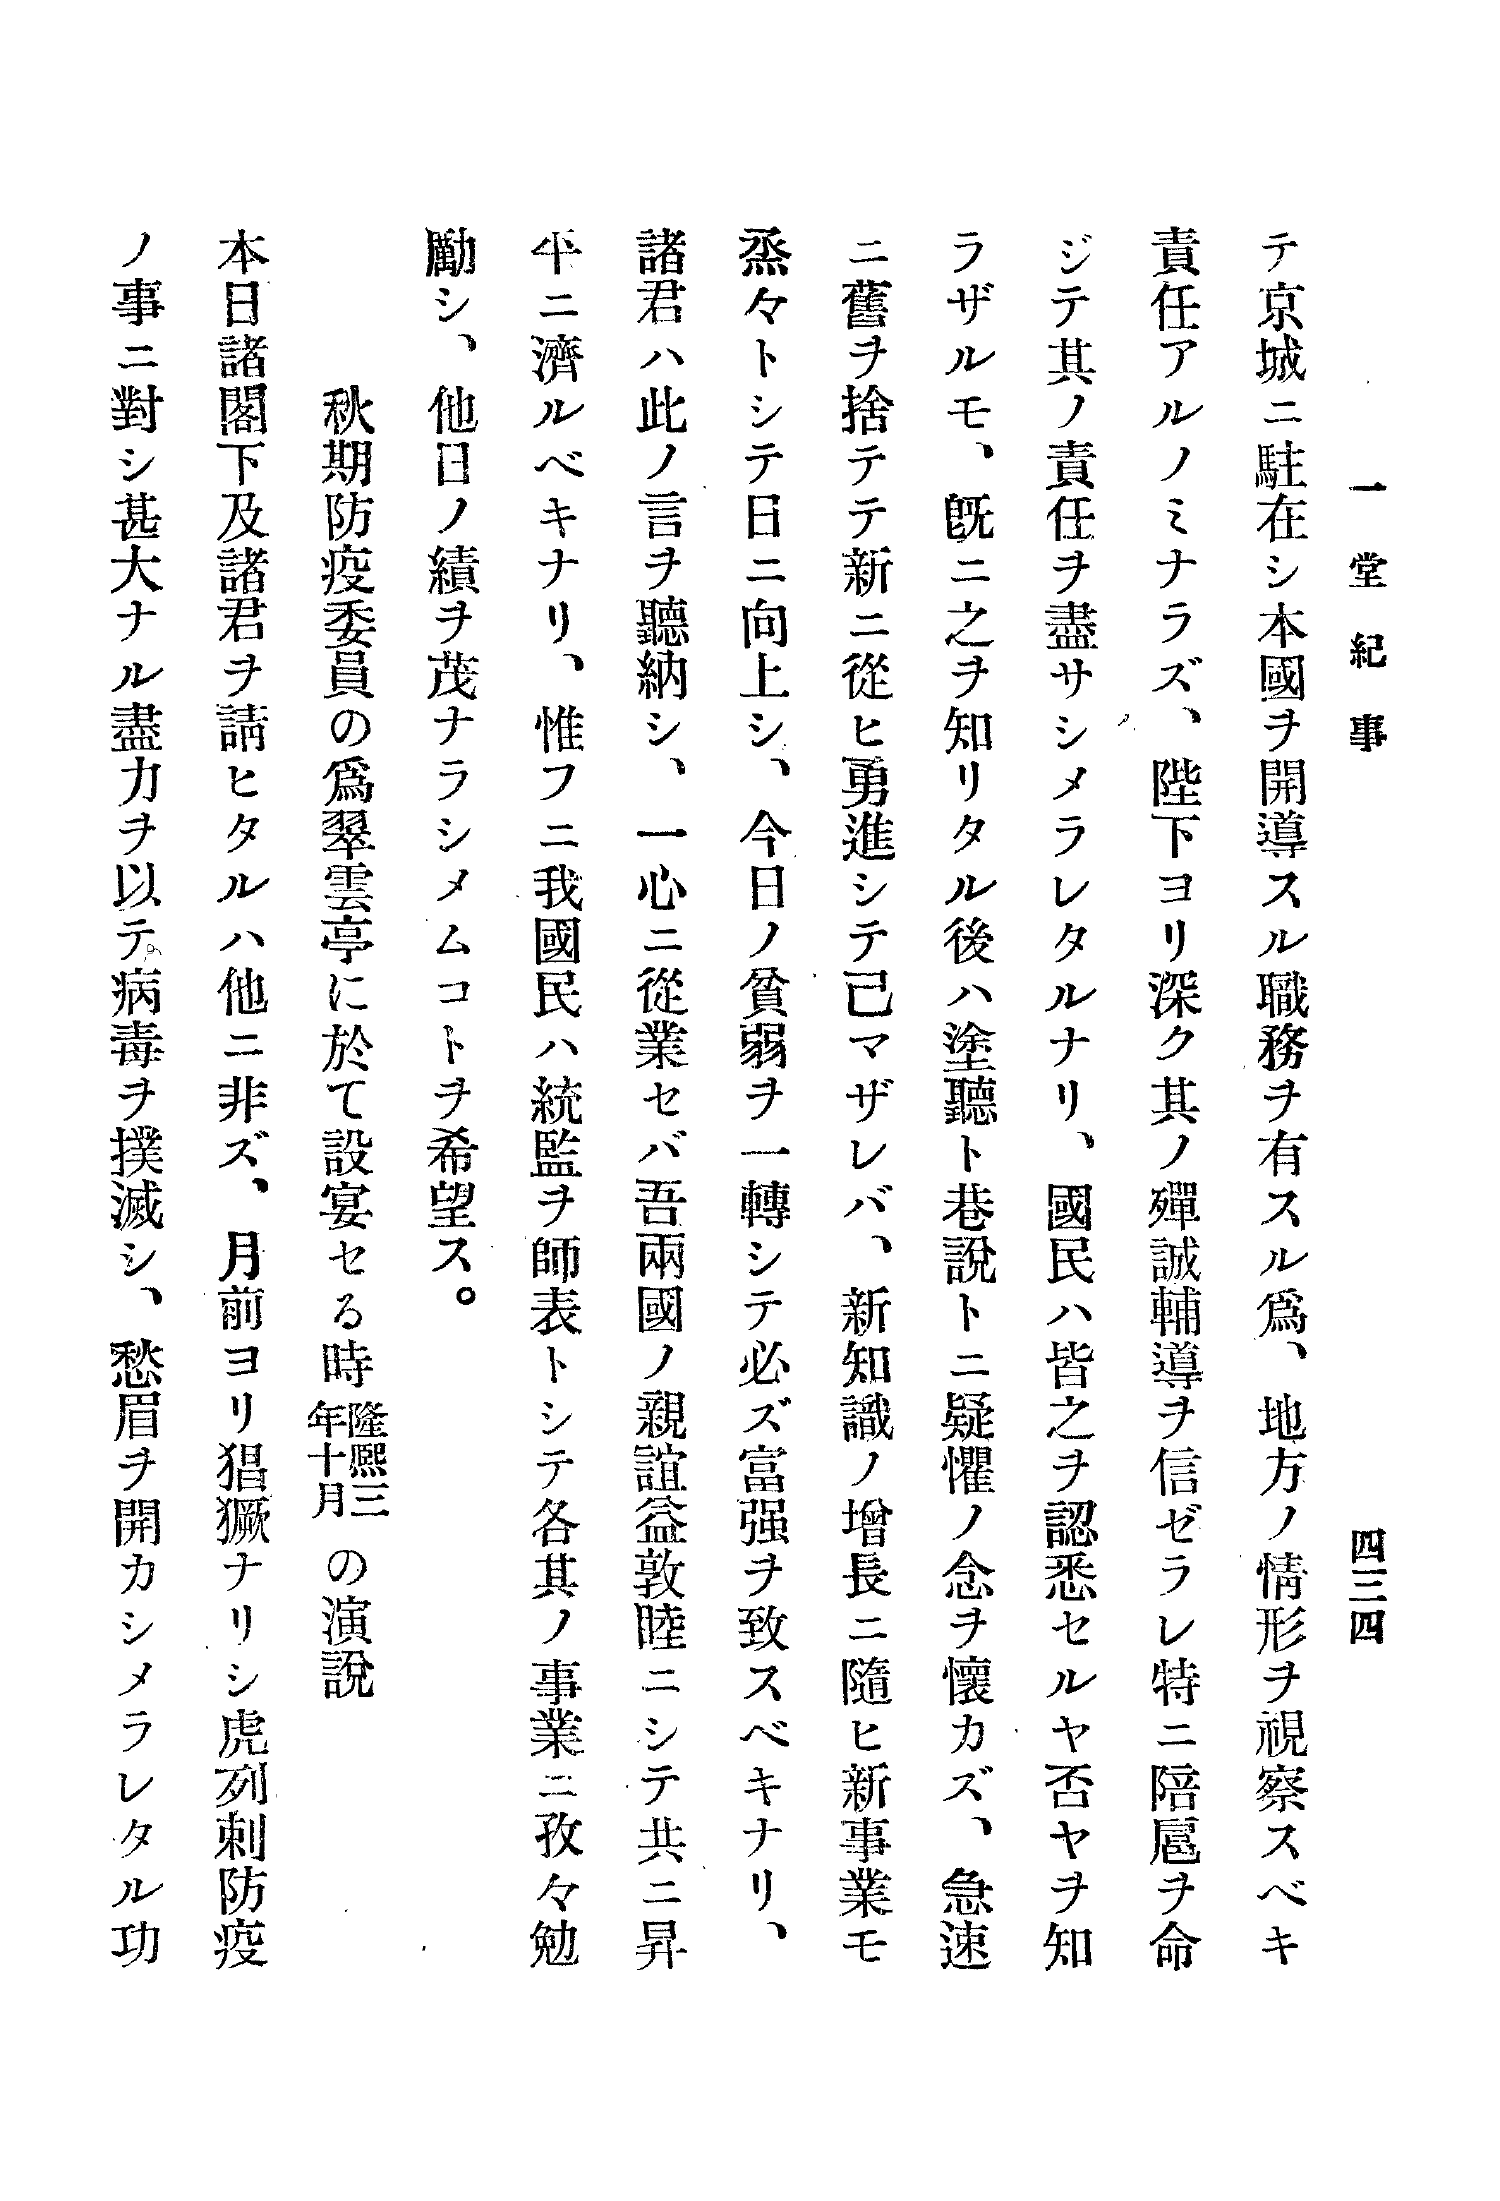 一堂紀事
四三四
テ京城ニ駐在シ本國ヲ開導スル職務ヲ有スル爲、地方ノ情形ヲ視察スベキ
責任アルノミナラズ、陛下ヨリ深ク其ノ殫誠輔導ヲ信ゼラレ特ニ陪扈ヲ命
ジテ其ノ責任ヲ盡サシメラレタルナリ、國民ハ皆之ヲ認悉セルヤ否ヤヲ知
ラザルモ、旣ニ之ヲ知リタル後ハ塗聽ト巷說トニ疑懼ノ念ヲ懷カズ、急速
ニ舊ヲ捨テテ新ニ從ヒ勇進シテ已マザレバ、新知識ノ增長ニ隨ヒ新事業モ
烝々トシテ日ニ向上シ、今日ノ貧弱ヲ一轉シテ必ズ富强ヲ致スベキナリ、
諸君ハ此ノ言ヲ聽納シ、一心ニ從業セバ吾兩國ノ親誼益敦睦ニシテ共ニ昇
平ニ濟ルベキナリ、惟フニ我國民ハ統監ヲ師表トシテ各其ノ事業ニ孜々勉
勵シ、他日ノ績ヲ茂ナラシメムコトヲ希望ス。
秋期防疫委員の爲翠雲亭に於て設宴せる時隆熙三年十月の演說
本日諸閣下及諸君ヲ請ヒタルハ他ニ非ズ、月前ヨリ猖獗ナリシ虎列刺防疫
ノ事ニ對シ甚大ナル盡力ヲ以テ病毒ヲ撲滅シ、愁眉ヲ開カシメラレタル功